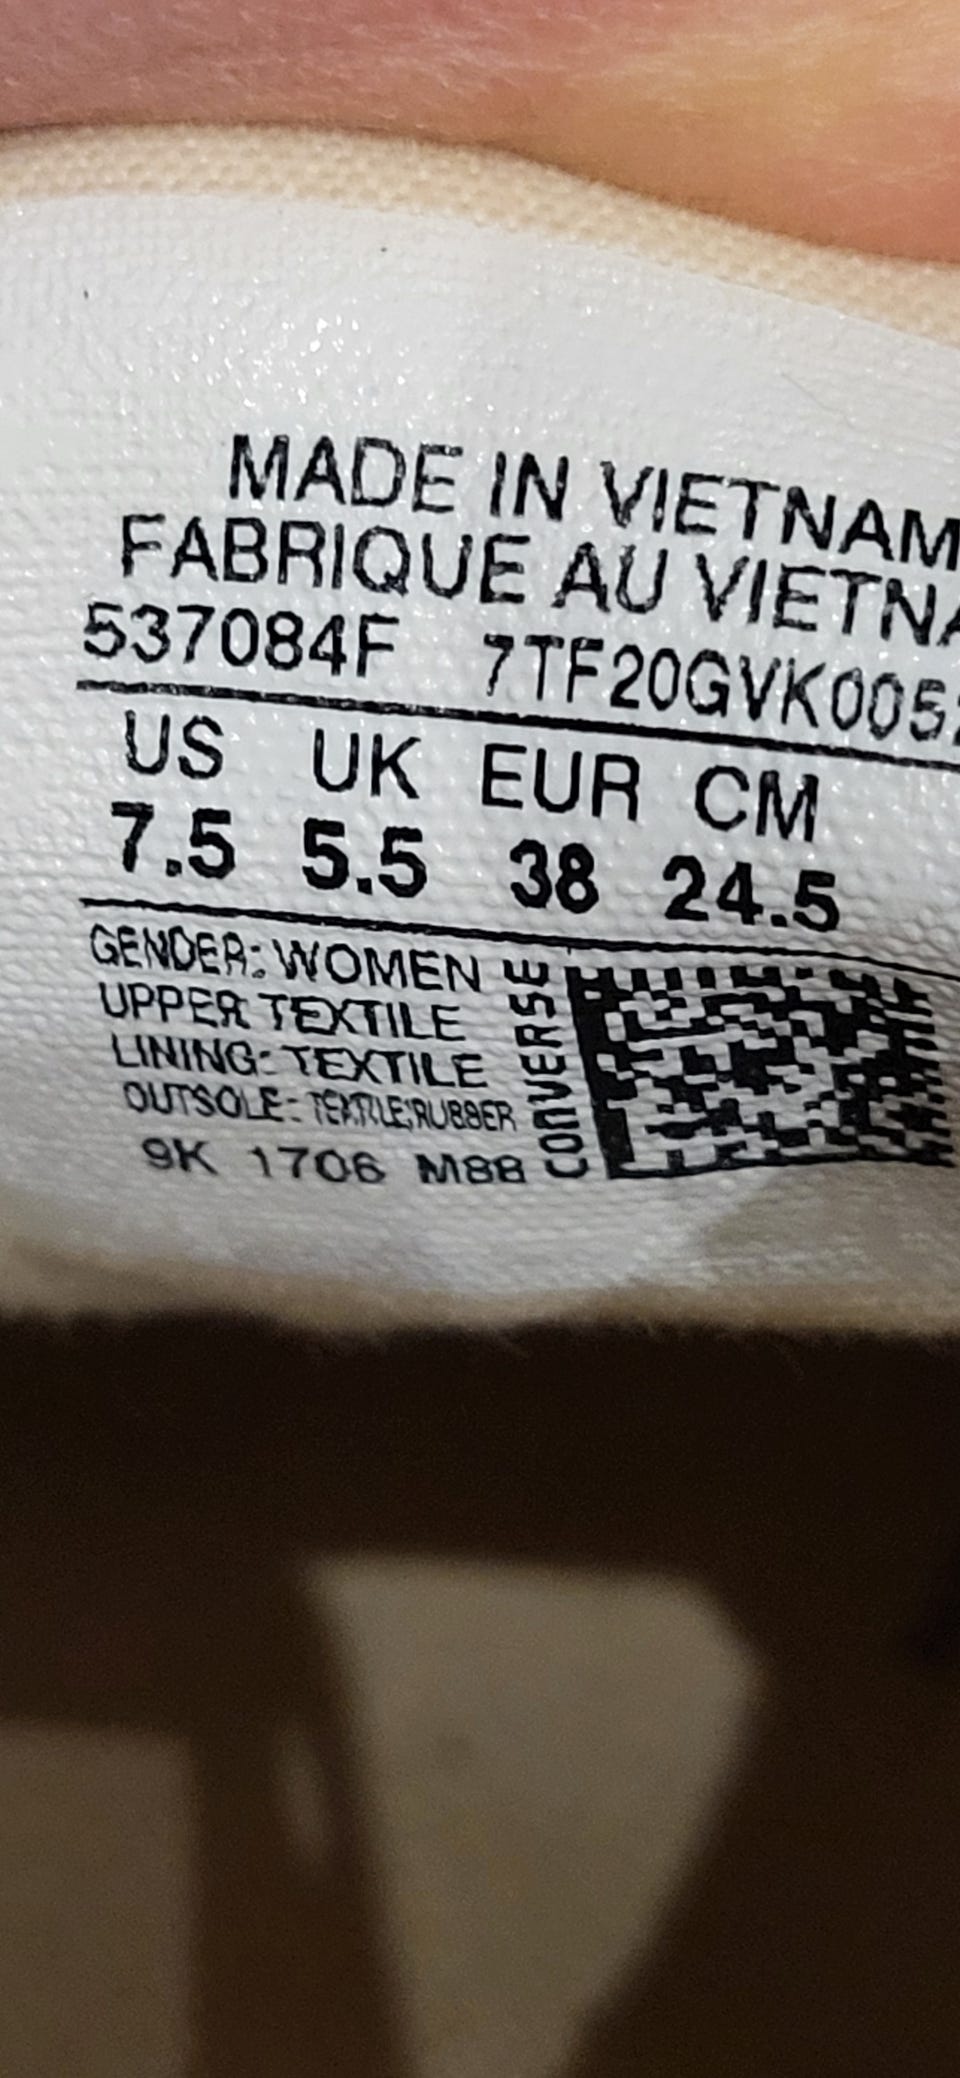 MADE IN VIETNAM
FABRIQUE AU VIETNA
537084F 7TF20GVK005
US UK EUR CM
7.5 5.5 38 24.5
GENDER: WOMEN
UPPER: TEXTILE
LINING: TEXTILE
OUTSOLE: TEXTILE;RUBBER
9K 1706 M88
CONVERSE